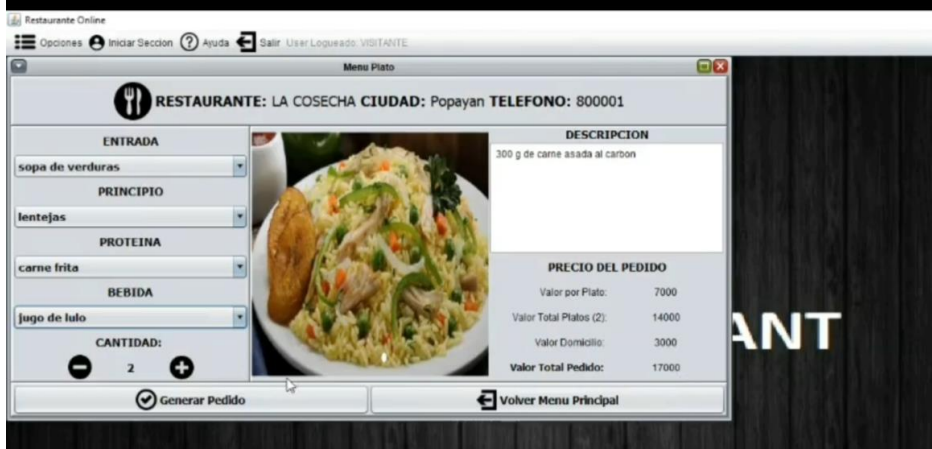 Restaurante Online
Opciones Iniciar Seccion ? Ayuda Salir User Logueado: VISITANTE
Menu Plato
RESTAURANTE: LA COSECHA CIUDAD: Popayan TELEFONO: 800001
ENTRADA
sopa de verduras
PRINCIPIO
lentejas
PROTEINA
carne frita
BEBIDA
jugo de lulo
CANTIDAD:
2
DESCRIPCION
300 g de carne asada al carbon
PRECIO DEL PEDIDO
Valor por Plato: 7000
Valor Total Platos (2): 14000
Valor Domicilio: 3000
Valor Total Pedido: 17000
Generar Pedido
Volver Menu Principal
ANT